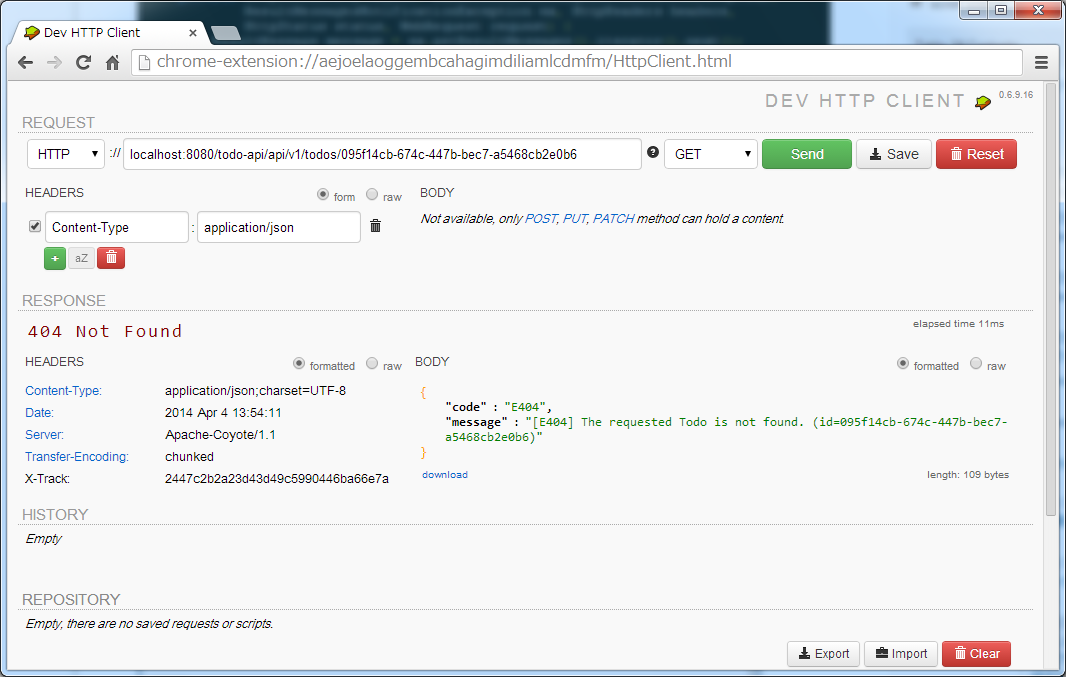 Dev HTTP Client
chrome-extension://aejoelaoggembcahagimdiliamlcdmfm/HttpClient.html
DEV HTTP CLIENT 0.6.9.16
REQUEST
HTTP :// localhost:8080/todo-api/api/v1/todos/095f14cb-674c-447b-bec7-a5468cb2e0b6 GET Send Save Reset
HEADERS form raw BODY
Content-Type : application/json
Not available, only POST, PUT, PATCH method can hold a content.
+ aZ
RESPONSE
404 Not Found
elapsed time 11ms
HEADERS formatted raw BODY formatted raw
Content-Type: application/json;charset=UTF-8
Date: 2014 Apr 4 13:54:11
Server: Apache-Coyote/1.1
Transfer-Encoding: chunked
X-Track: 2447c2b2a23d43d49c5990446ba66e7a
{
"code" : "E404",
"message" : "[E404] The requested Todo is not found. (id=095f14cb-674c-447b-bec7-
a5468cb2e0b6)"
}
download length: 109 bytes
HISTORY
Empty
REPOSITORY
Empty, there are no saved requests or scripts.
Export Import Clear